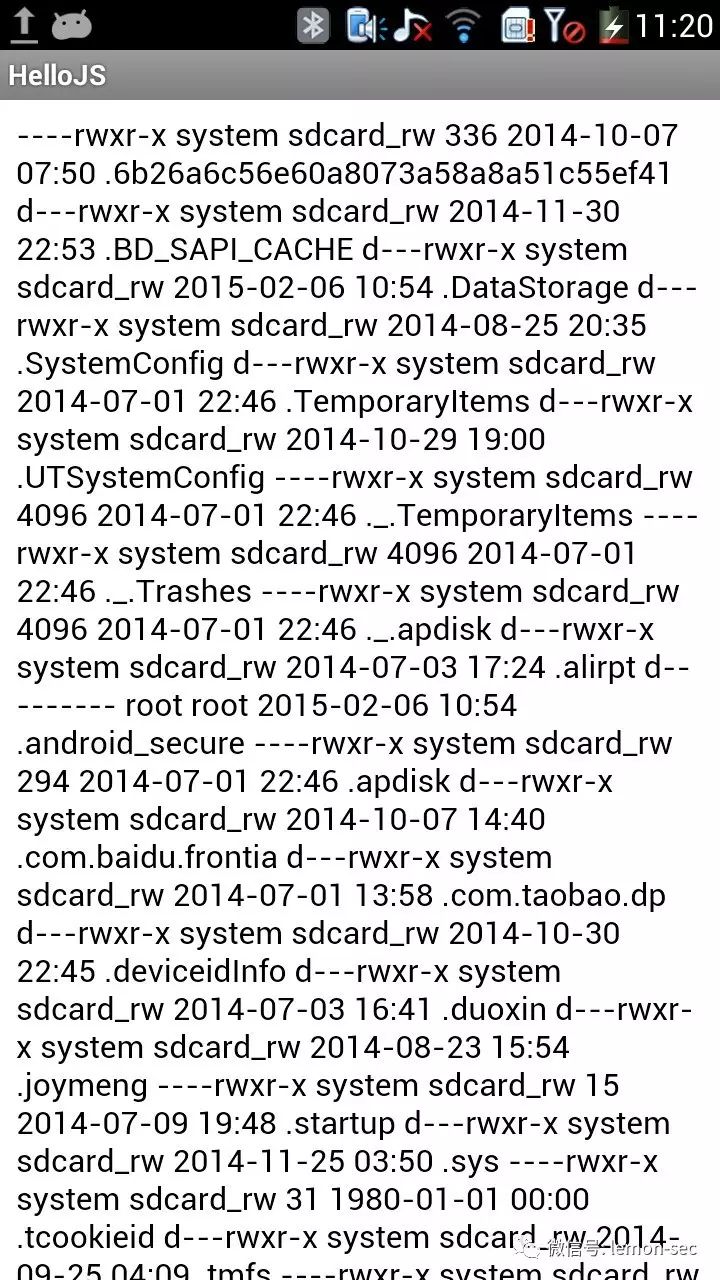 11:20
HelloJS
----rwxr-x system sdcard_rw 336 2014-10-07
07:50 .6b26a6c56e60a8073a58a8a51c55ef41
d---rwxr-x system sdcard_rw 2014-11-30
22:53 .BD_SAPI_CACHE d---rwxr-x system
sdcard_rw 2015-02-06 10:54 .DataStorage d---
rwxr-x system sdcard_rw 2014-08-25 20:35
.SystemConfig d---rwxr-x system sdcard_rw
2014-07-01 22:46 .TemporaryItems d---rwxr-x
system sdcard_rw 2014-10-29 19:00
.UTSystemConfig ----rwxr-x system sdcard_rw
4096 2014-07-01 22:46 ._.TemporaryItems ----
rwxr-x system sdcard_rw 4096 2014-07-01
22:46 ._.Trashes ----rwxr-x system sdcard_rw
4096 2014-07-01 22:46 ._.apdisk d---rwxr-x
system sdcard_rw 2014-07-03 17:24 .alirpt d--
------- root root 2015-02-06 10:54
.android_secure ----rwxr-x system sdcard_rw
294 2014-07-01 22:46 .apdisk d---rwxr-x
system sdcard_rw 2014-10-07 14:40
.com.baidu.frontia d---rwxr-x system
sdcard_rw 2014-07-01 13:58 .com.taobao.dp
d---rwxr-x system sdcard_rw 2014-10-30
22:45 .deviceidInfo d---rwxr-x system
sdcard_rw 2014-07-03 16:41 .duoxin d---rwxr-
x system sdcard_rw 2014-08-23 15:54
.joymeng ----rwxr-x system sdcard_rw 15
2014-07-09 19:48 .startup d---rwxr-x system
sdcard_rw 2014-11-25 03:50 .sys ----rwxr-x
system sdcard_rw 31 1980-01-01 00:00
.tcookieid d---rwxr-x system sdcard_rw 2014-
09-25 04:09 .tmfs ----rwxr-x system sdcard_rw
微信号: lemon-sec